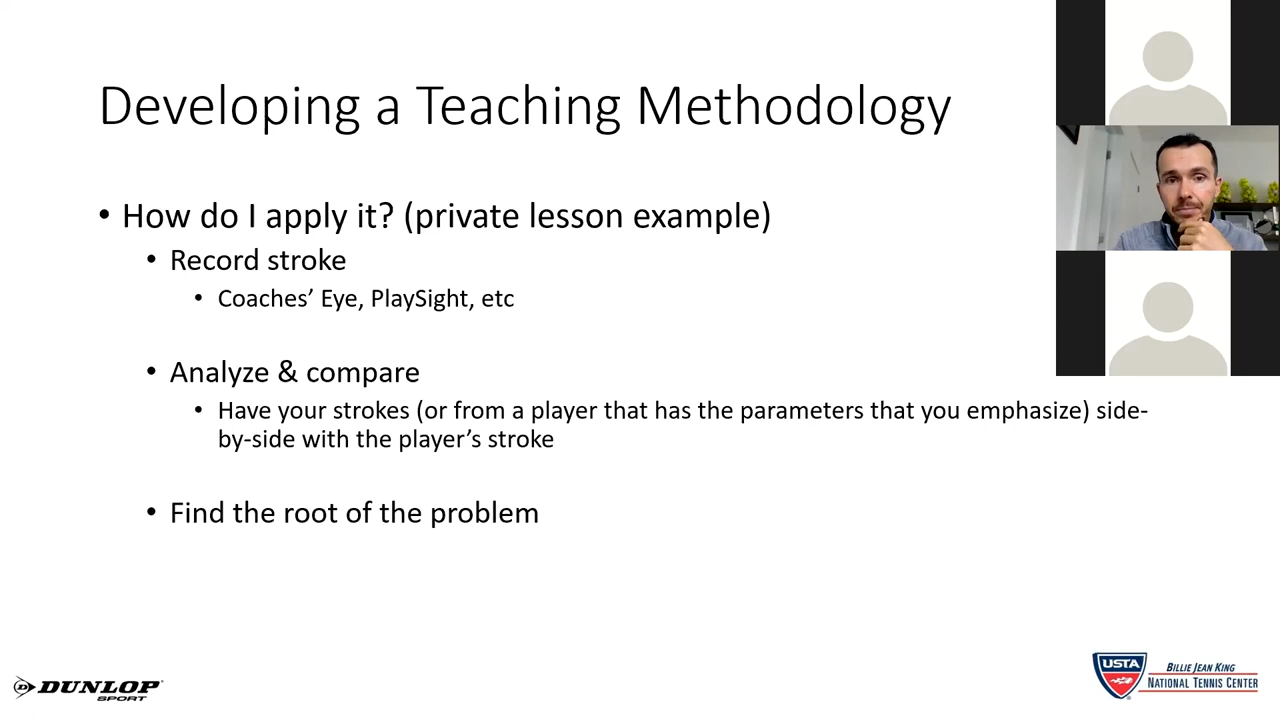 Developing a Teaching Methodology
• How do I apply it? (private lesson example)
• Record stroke
• Coaches’ Eye, PlaySight, etc
• Analyze & compare
• Have your strokes (or from a player that has the parameters that you emphasize) side-
by-side with the player’s stroke
• Find the root of the problem
DUNLOP
SPORT
USTA
BILLIE JEAN KING
NATIONAL TENNIS CENTER